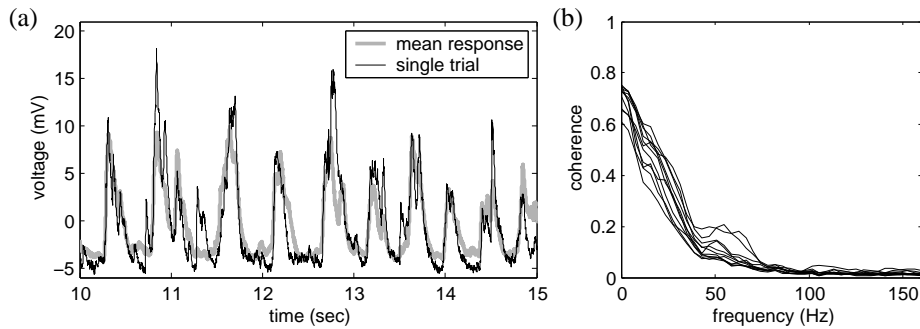 (a)
voltage (mV)
20
15
10
5
0
−5
mean response
single trial
10
11
12
13
14
15
time (sec)
(b)
coherence
1
0.8
0.6
0.4
0.2
0
0
50
100
150
frequency (Hz)